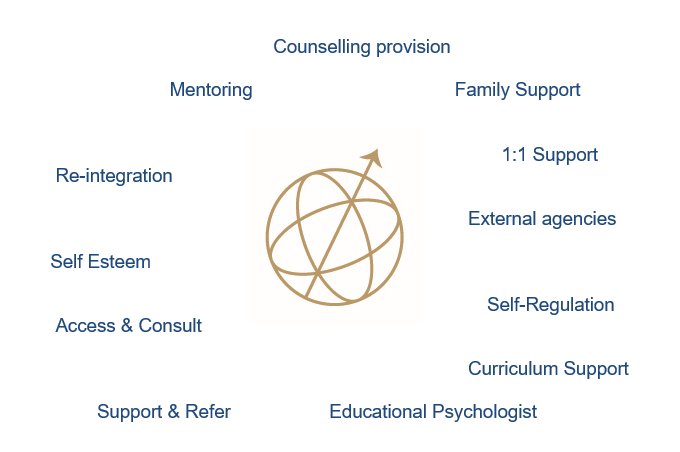 Counselling provision
Mentoring
Family Support
1:1 Support
Re-integration
External agencies
Self Esteem
Self-Regulation
Access & Consult
Curriculum Support
Support & Refer
Educational Psychologist